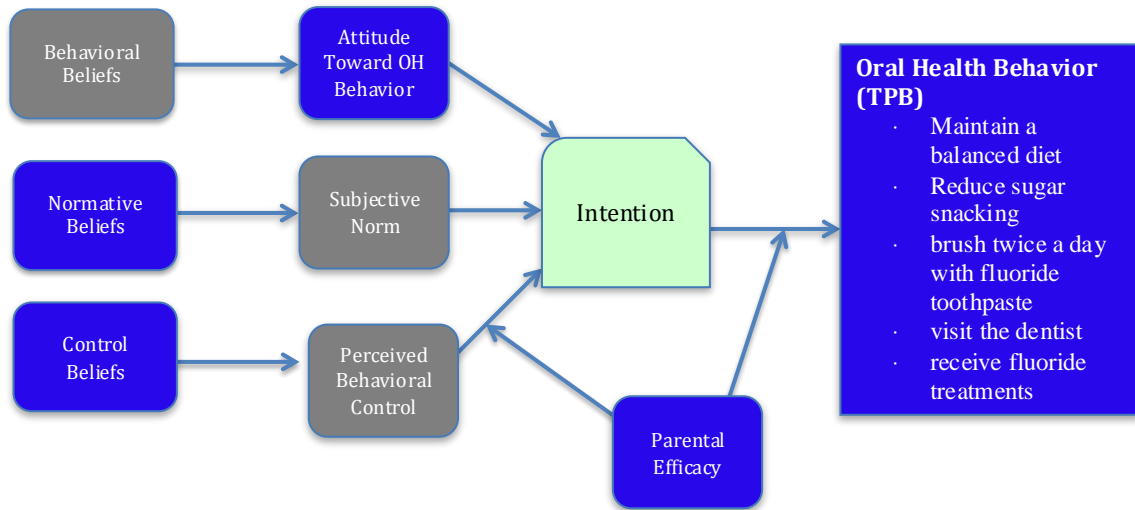 Behavioral
Beliefs
Attitude
Toward OH
Behavior
Normative
Beliefs
Subjective
Norm
Control
Beliefs
Perceived
Behavioral
Control
Intention
Parental
Efficacy
Oral Health Behavior
(TPB)
· Maintain a
balanced diet
· Reduce sugar
snacking
· brush twice a day
with fluoride
toothpaste
· visit the dentist
· receive fluoride
treatments